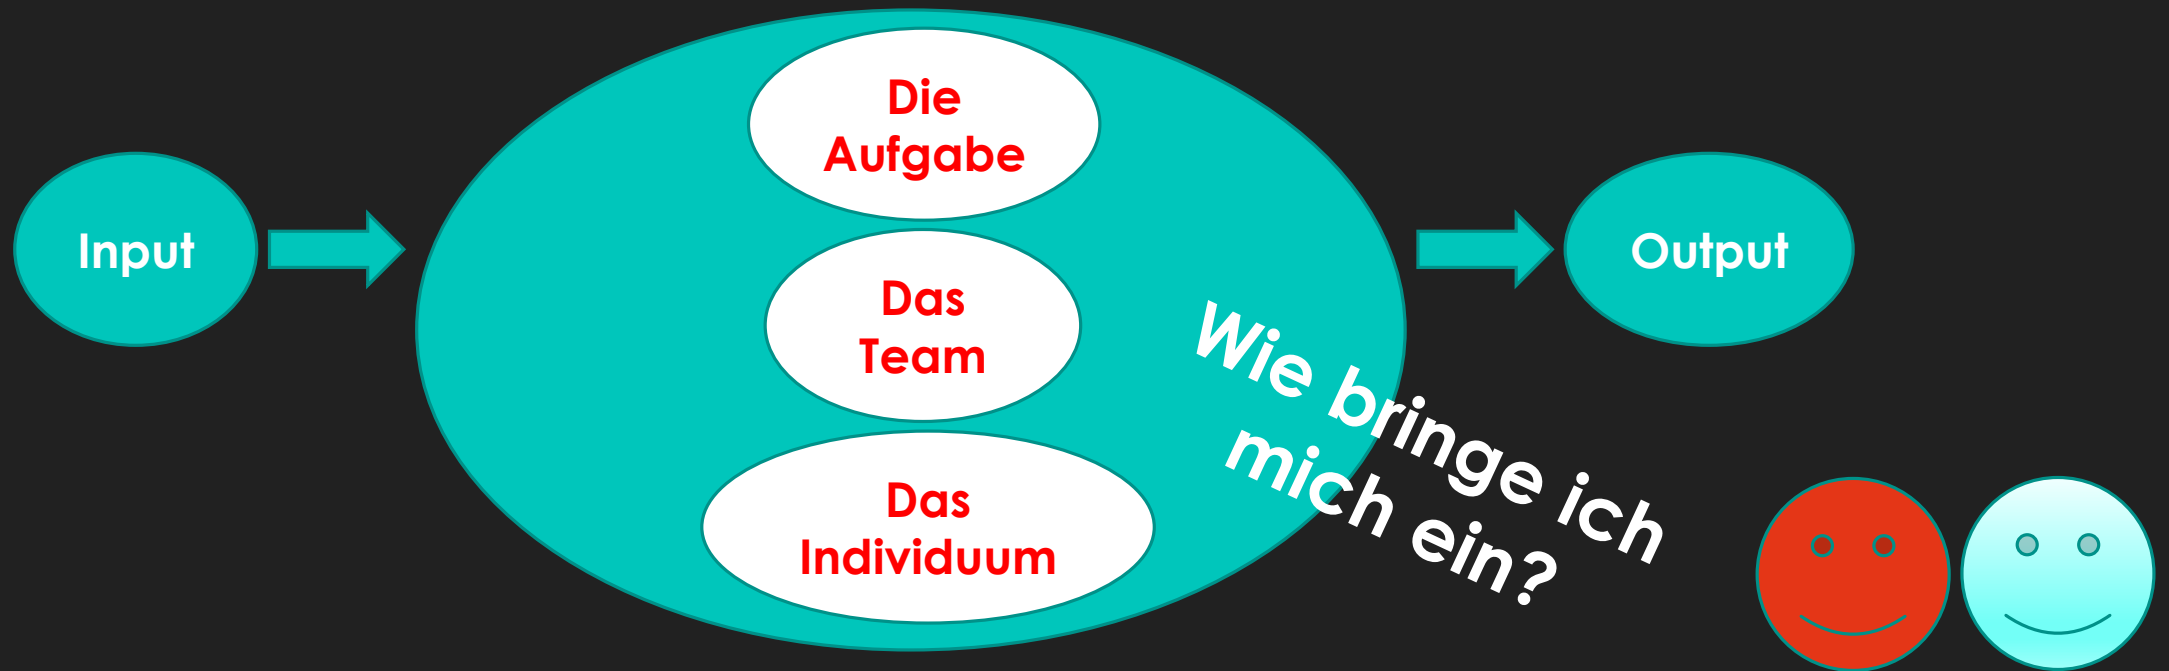 Input
Die
Aufgabe
Das
Team
Das
Individuum
Wie bringe ich
mich ein?
Output